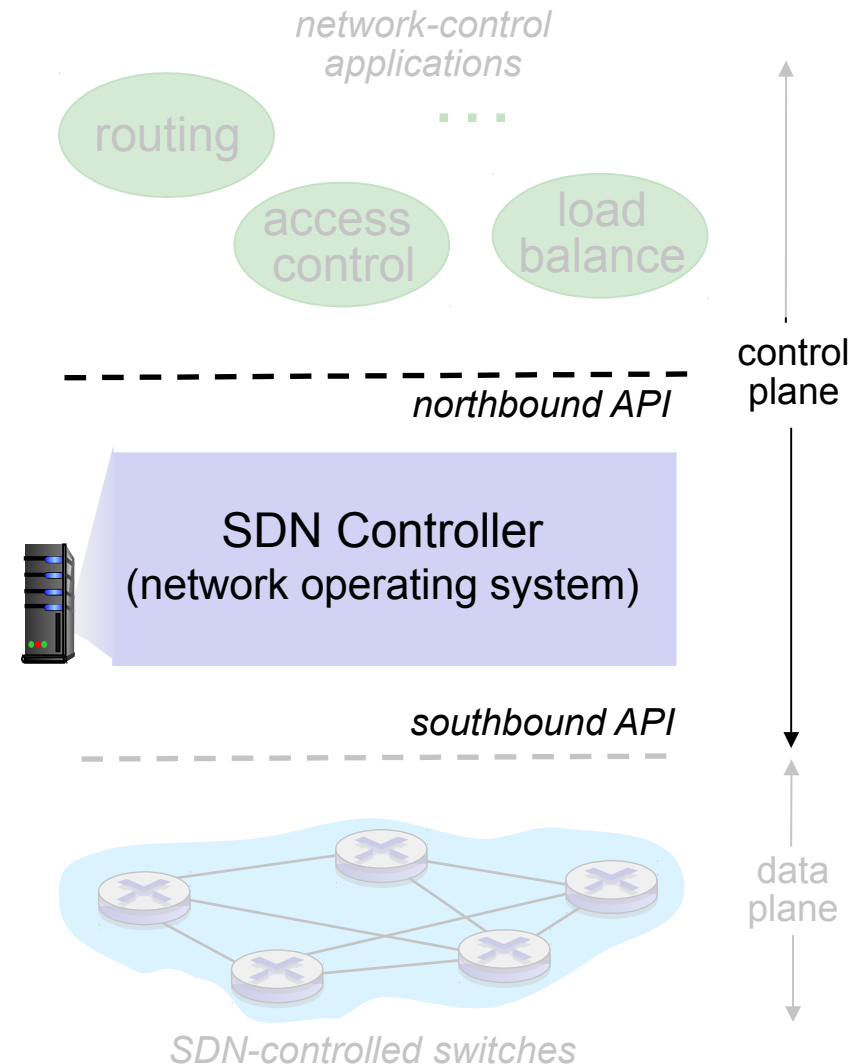 network-control
applications
routing
. . .
access
control
load
balance
control
plane
northbound API
SDN Controller
(network operating system)
southbound API
data
plane
SDN-controlled switches